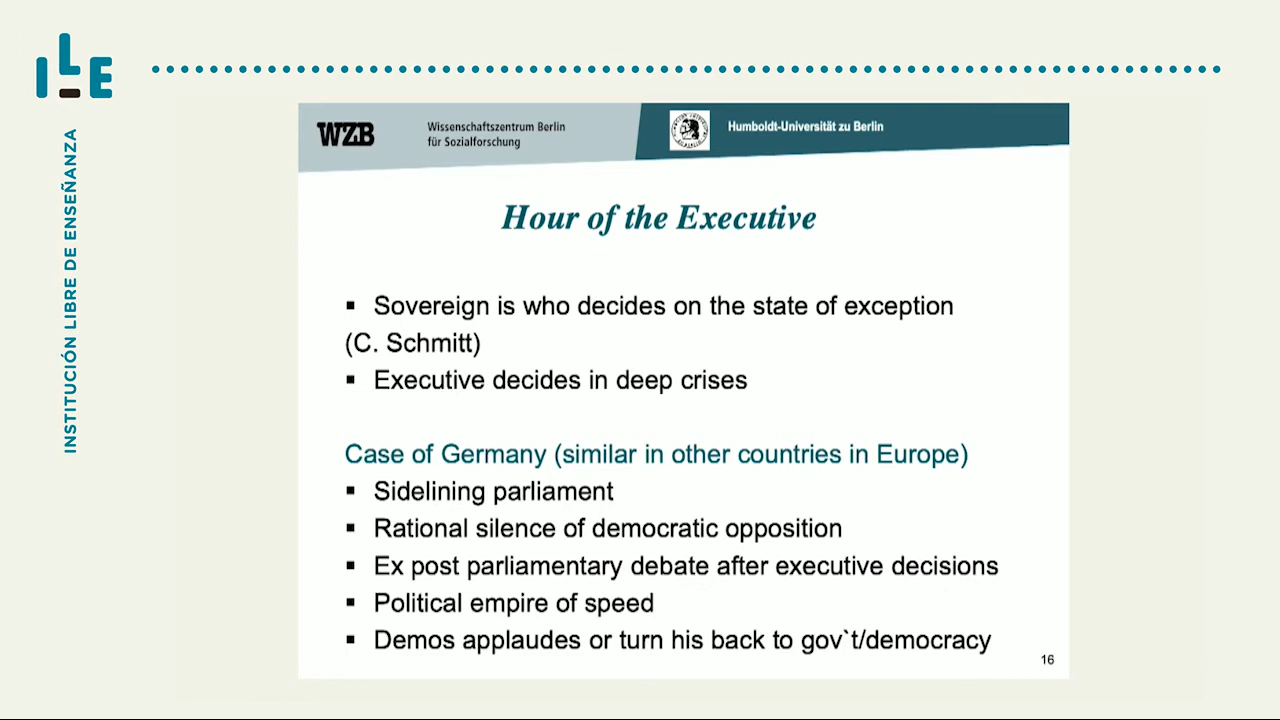 ILE
INSTITUCIÓN LIBRE DE ENSEÑANZA
WZB
Wissenschaftszentrum Berlin
für Sozialforschung
Humboldt-Universität zu Berlin
Hour of the Executive
▪ Sovereign is who decides on the state of exception
(C. Schmitt)
▪ Executive decides in deep crises
Case of Germany (similar in other countries in Europe)
▪ Sidelining parliament
▪ Rational silence of democratic opposition
▪ Ex post parliamentary debate after executive decisions
▪ Political empire of speed
▪ Demos applaudes or turn his back to gov`t/democracy
16